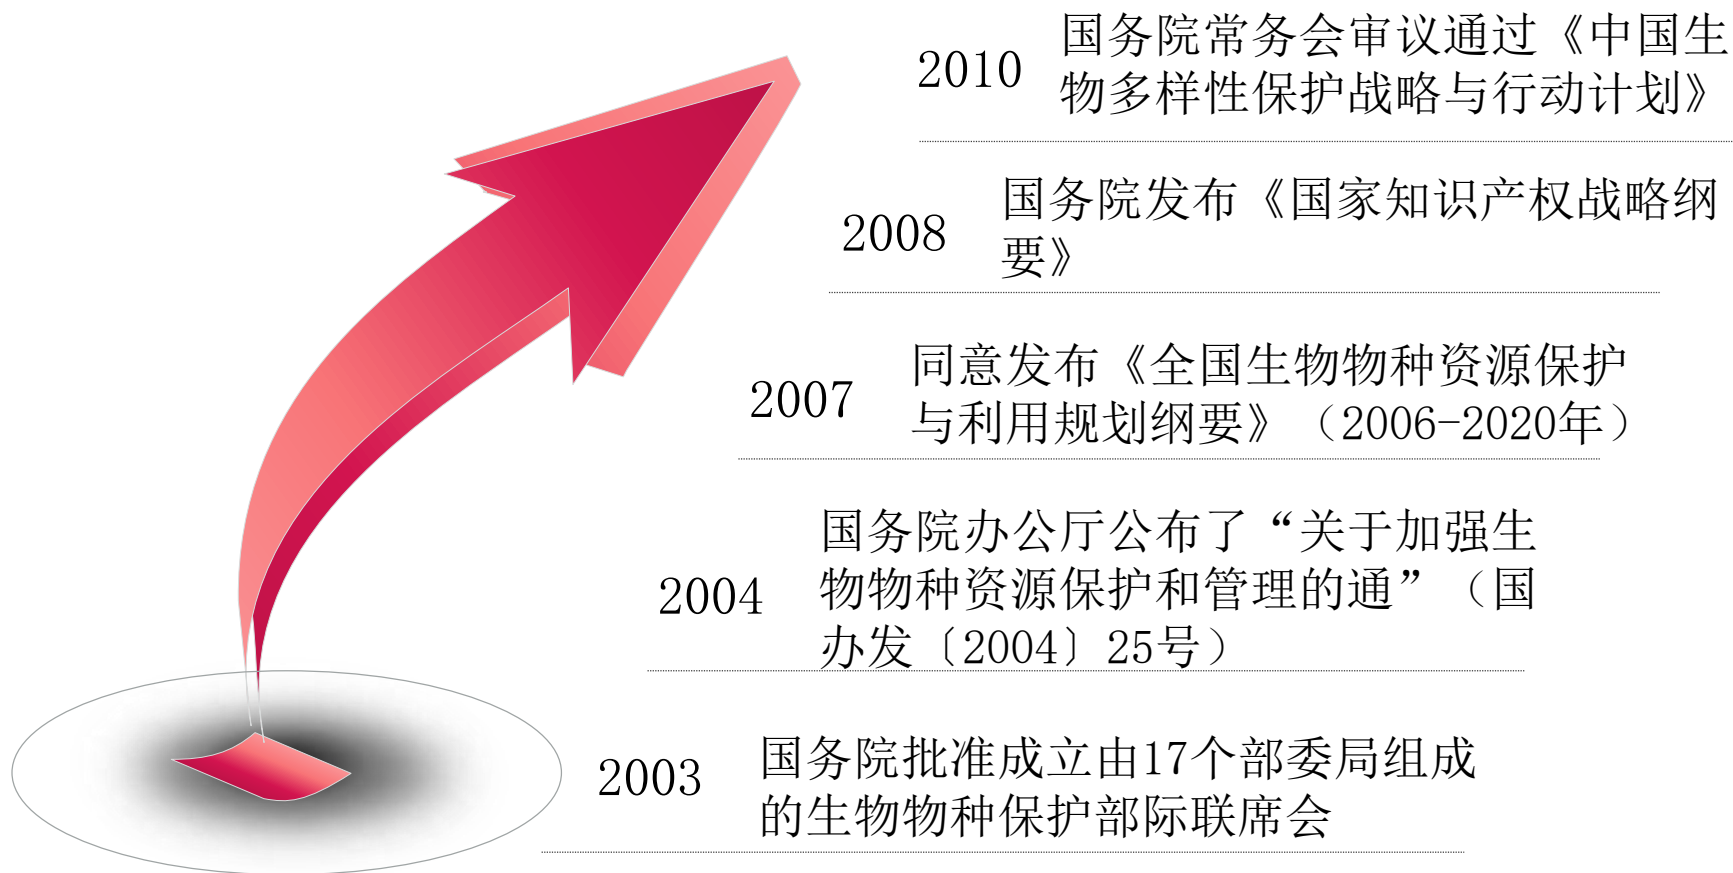 2010
国务院常务会审议通过《中国生
物多样性保护战略与行动计划》
2008
国务院发布《国家知识产权战略纲
要》
2007
同意发布《全国生物物种资源保护
与利用规划纲要》（2006-2020年）
2004
国务院办公厅公布了“关于加强生
物物种资源保护和管理的通”（国
办发〔2004〕25号）
2003
国务院批准成立由17个部委局组成
的生物物种保护部际联席会